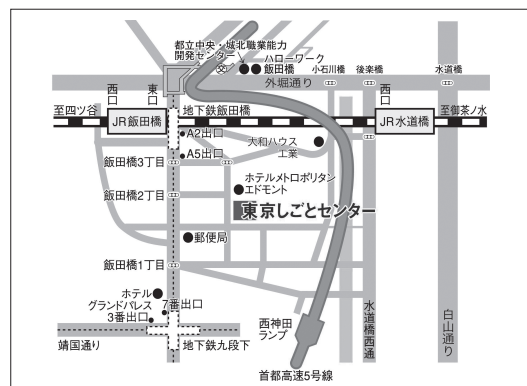 都立中央・城北職業能力
開発センター
ハローワーク
飯田橋
小石川橋
後楽橋
水道橋
外堀通り
西口
東口
地下鉄飯田橋
西口
至四ツ谷
JR飯田橋
JR水道橋
至御茶ノ水
A2出口
大和ハウス
工業
A5出口
飯田橋3丁目
ホテルメトロポリタン
エドモント
飯田橋2丁目
東京しごとセンター
郵便局
飯田橋1丁目
ホテル
グランドパレス
7番出口
3番出口
西神田
ランプ
水道橋西通り
白山通り
靖国通り
地下鉄九段下
首都高速5号線